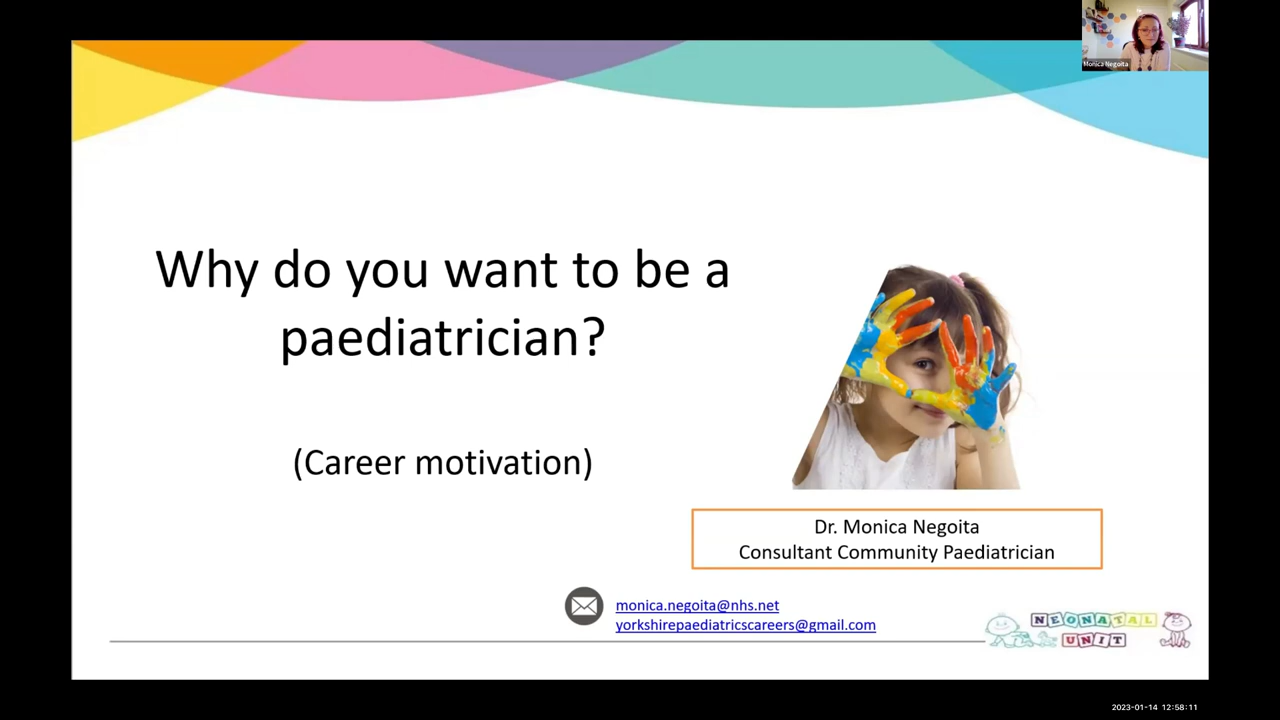 Monica Negoita
Why do you want to be a
paediatrician?
(Career motivation)
Dr. Monica Negoita
Consultant Community Paediatrician
monica.negoita@nhs.net
yorkshirepaediatricscareers@gmail.com
NEONATAL
UNIT
2023-01-14 12:58:11